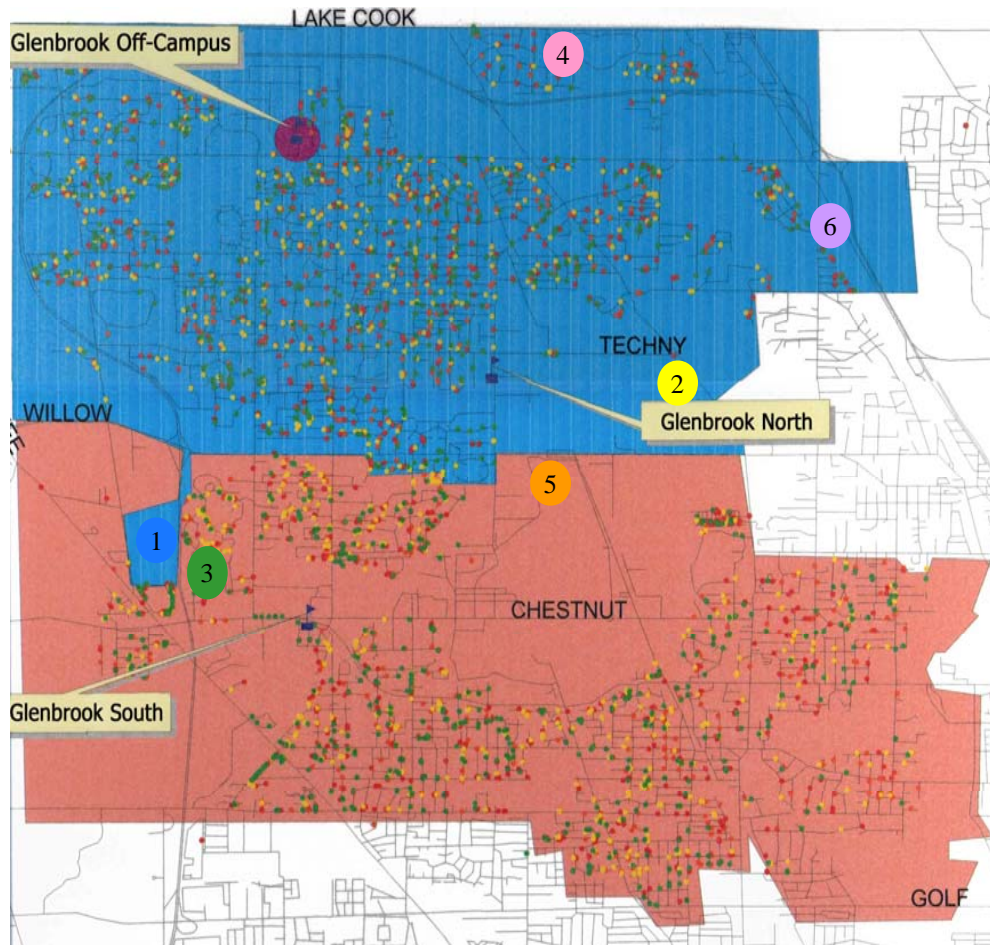 LAKE COOK
Glenbrook Off-Campus
4
6
TECHNY
2
WILLOW
Glenbrook North
5
1
3
CHESTNUT
Glenbrook South
GOLF